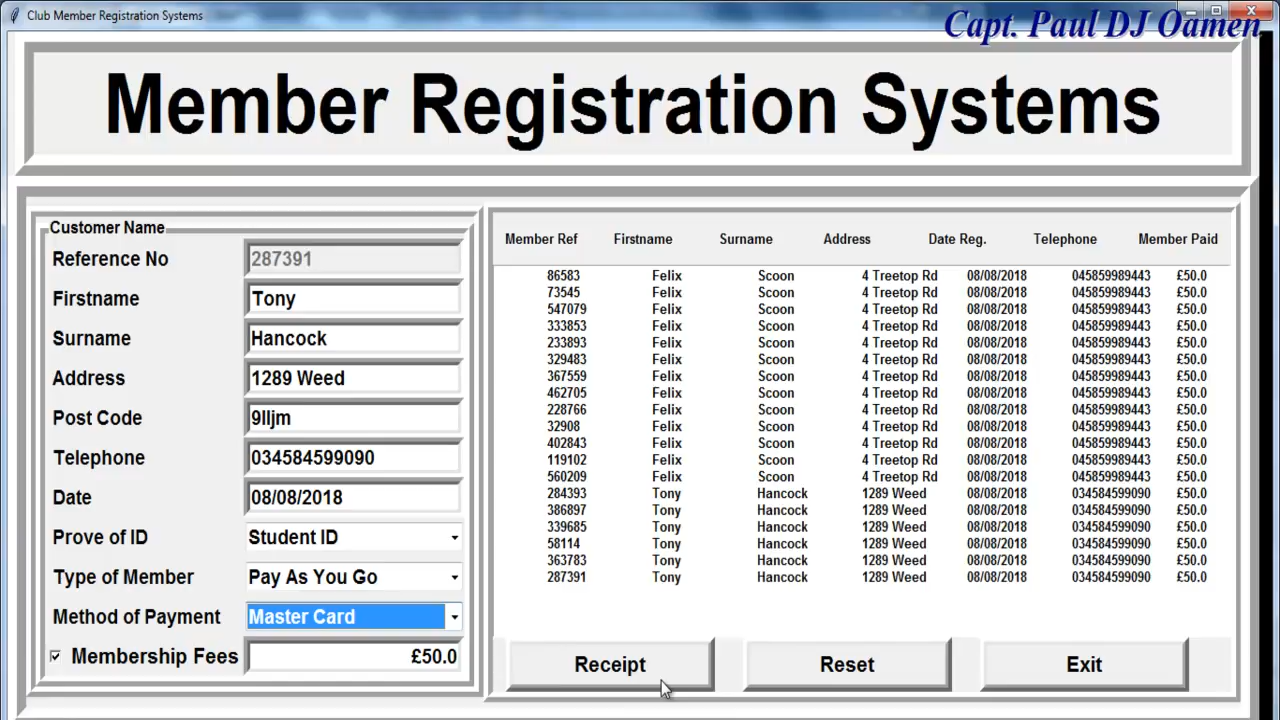 Club Member Registration Systems
Capt. Paul DJ Oamen
Member Registration Systems
Customer Name
Reference No 287391
Firstname Tony
Surname Hancock
Address 1289 Weed
Post Code 9lljm
Telephone 034584599090
Date 08/08/2018
Prove of ID Student ID
Type of Member Pay As You Go
Method of Payment Master Card
Membership Fees £50.0
Member Ref Firstname Surname Address Date Reg. Telephone Member Paid
86583 Felix Scoon 4 Treetop Rd 08/08/2018 045859989443 £50.0
73545 Felix Scoon 4 Treetop Rd 08/08/2018 045859989443 £50.0
547079 Felix Scoon 4 Treetop Rd 08/08/2018 045859989443 £50.0
333853 Felix Scoon 4 Treetop Rd 08/08/2018 045859989443 £50.0
233893 Felix Scoon 4 Treetop Rd 08/08/2018 045859989443 £50.0
329483 Felix Scoon 4 Treetop Rd 08/08/2018 045859989443 £50.0
367559 Felix Scoon 4 Treetop Rd 08/08/2018 045859989443 £50.0
462705 Felix Scoon 4 Treetop Rd 08/08/2018 045859989443 £50.0
228766 Felix Scoon 4 Treetop Rd 08/08/2018 045859989443 £50.0
32908 Felix Scoon 4 Treetop Rd 08/08/2018 045859989443 £50.0
402843 Felix Scoon 4 Treetop Rd 08/08/2018 045859989443 £50.0
119102 Felix Scoon 4 Treetop Rd 08/08/2018 045859989443 £50.0
560209 Felix Scoon 4 Treetop Rd 08/08/2018 045859989443 £50.0
284393 Tony Hancock 1289 Weed 08/08/2018 034584599090 £50.0
386897 Tony Hancock 1289 Weed 08/08/2018 034584599090 £50.0
339685 Tony Hancock 1289 Weed 08/08/2018 034584599090 £50.0
58114 Tony Hancock 1289 Weed 08/08/2018 034584599090 £50.0
363783 Tony Hancock 1289 Weed 08/08/2018 034584599090 £50.0
287391 Tony Hancock 1289 Weed 08/08/2018 034584599090 £50.0
Receipt Reset Exit